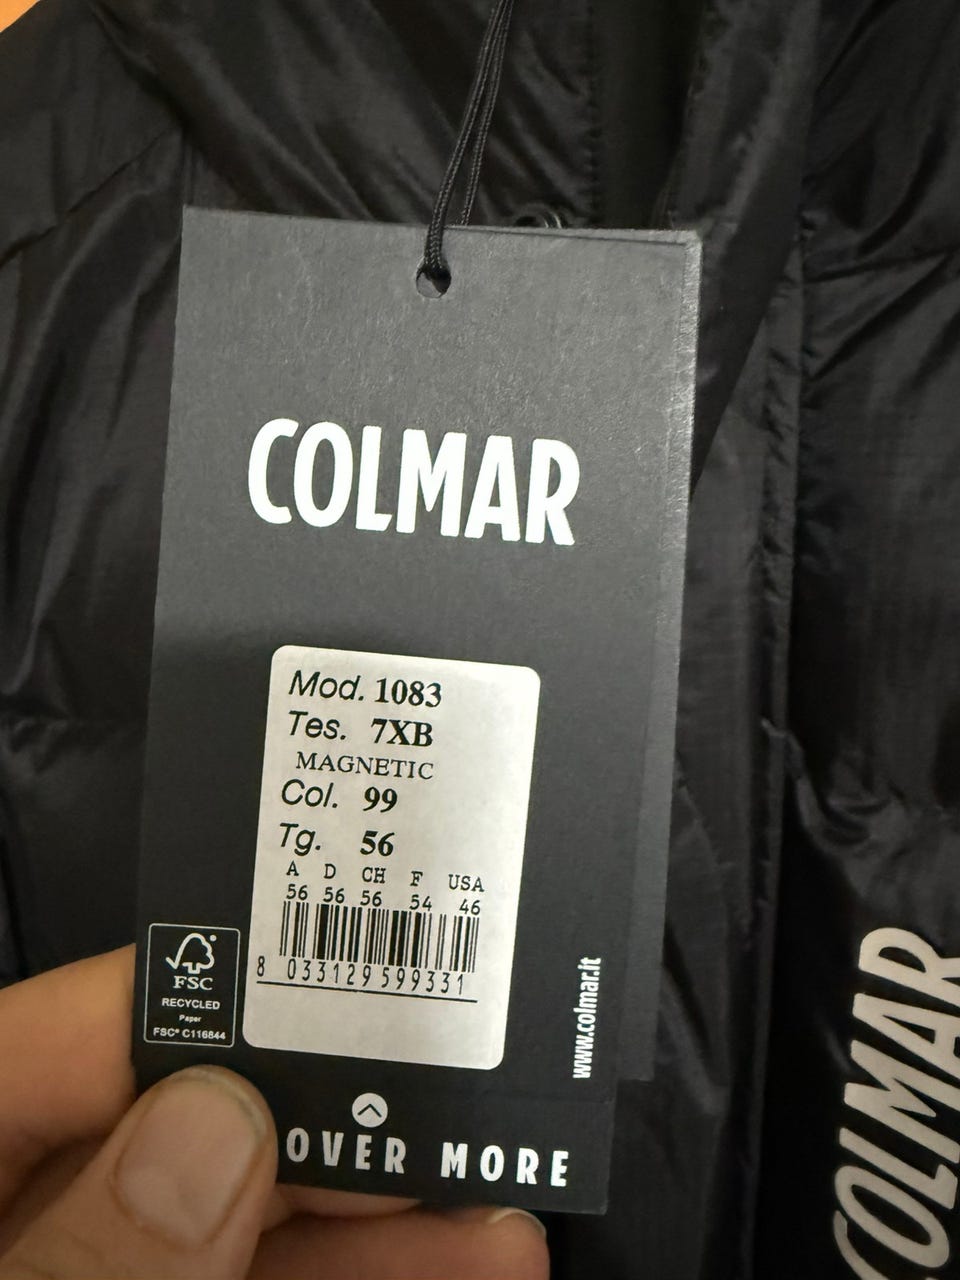 COLMAR
Mod. 1083
Tes. 7XB
MAGNETIC
Col. 99
Tg. 56
A D CH F USA
56 56 56 54 46
8 033129 599331
FSC
RECYCLED
Paper
FSC® C116844
www.colmar.it
OVER MORE
COLMAR